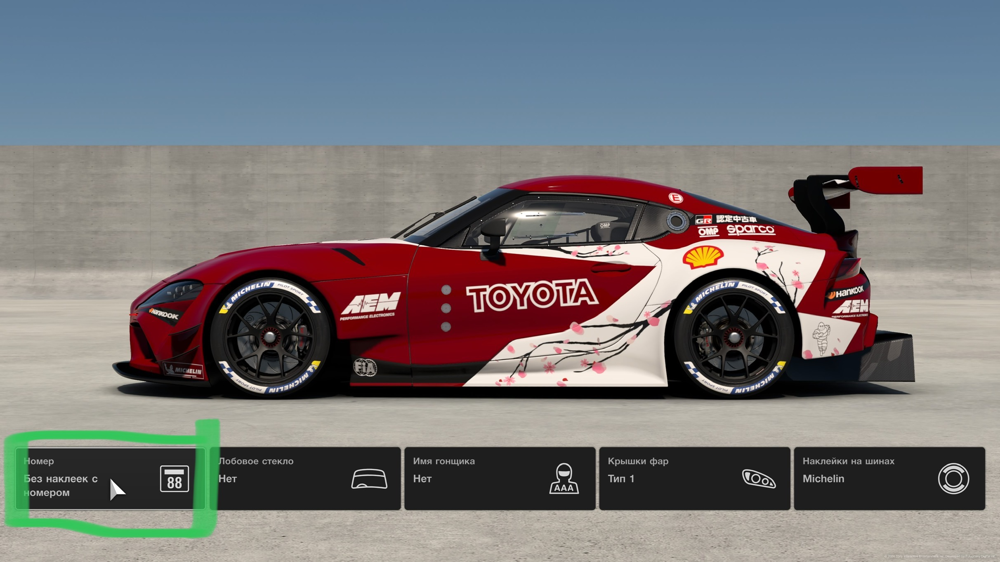 E
GR 認定中古車
OMP sparco
OMP
MICHELIN PILOT SPORT
MICHELIN PILOT SPORT
HANKOOK
AEM
PERFORMANCE ELECTRONICS
TOYOTA
HANKOOK
AEM
PERFORMANCE ELECTRONICS
MICHELIN
FIA
MICHELIN PILOT SPORT
MICHELIN PILOT SPORT
Номер
Без наклеек с
номером
88
Лобовое стекло
Нет
Имя гонщика
Нет
AAA
Крышки фар
Тип 1
Наклейки на шинах
Michelin
© 2024 Sony Interactive Entertainment Inc. Developed by Polyphony Digital Inc.